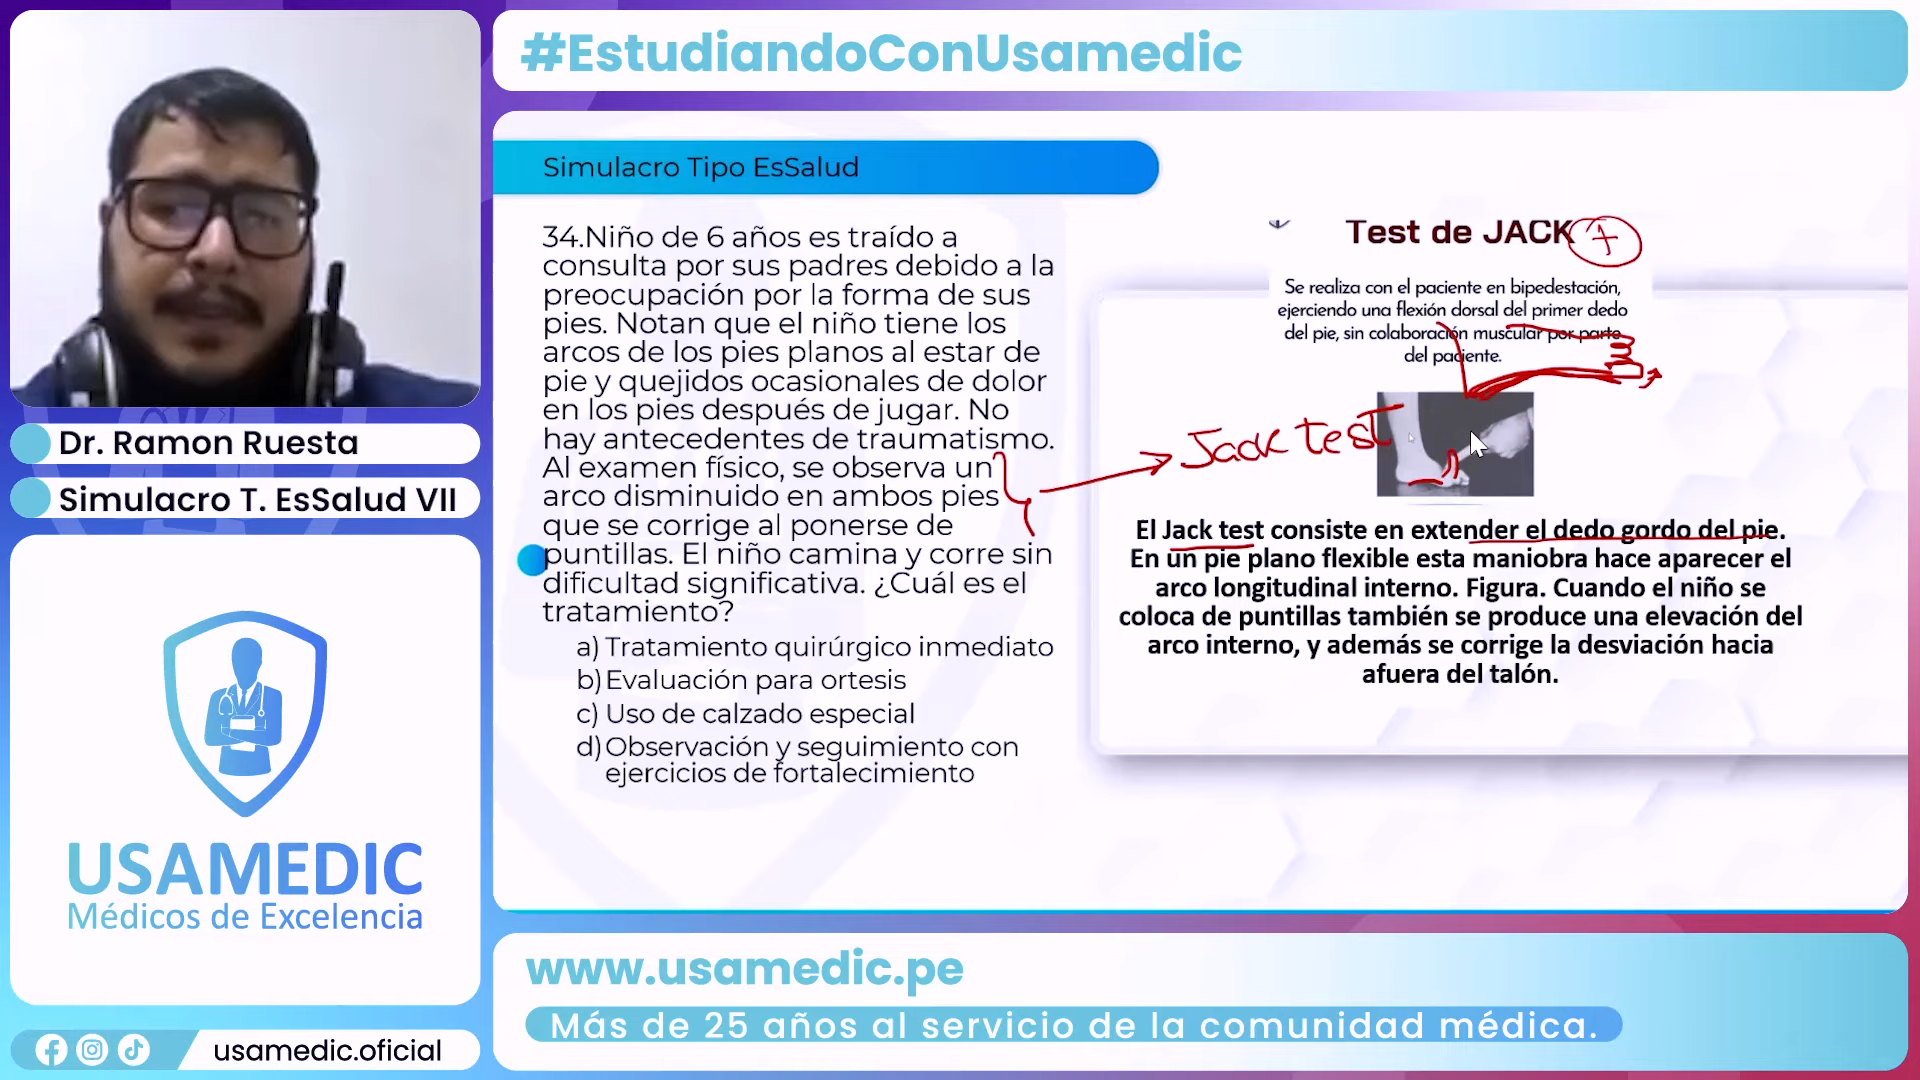 #EstudiandoConUsamedic
Simulacro Tipo EsSalud
34.Niño de 6 años es traído a
consulta por sus padres debido a la
preocupación por la forma de sus
pies. Notan que el niño tiene los
arcos de los pies planos al estar de
pie y quejidos ocasionales de dolor
en los pies después de jugar. No
hay antecedentes de traumatismo.
Al examen físico, se observa un
arco disminuido en ambos pies
que se corrige al ponerse de
puntillas. El niño camina y corre sin
dificultad significativa. ¿Cuál es el
tratamiento?
a) Tratamiento quirúrgico inmediato
b) Evaluación para ortesis
c) Uso de calzado especial
d) Observación y seguimiento con
ejercicios de fortalecimiento
Test de JACK +
Se realiza con el paciente en bipedestación,
ejerciendo una flexión dorsal del primer dedo
del pie, sin colaboración muscular por parte
del paciente.
Jack test
El Jack test consiste en extender el dedo gordo del pie.
En un pie plano flexible esta maniobra hace aparecer el
arco longitudinal interno. Figura. Cuando el niño se
coloca de puntillas también se produce una elevación del
arco interno, y además se corrige la desviación hacia
afuera del talón.
Dr. Ramon Ruesta
Simulacro T. EsSalud VII
USAMEDIC
Médicos de Excelencia
usamedic.oficial
www.usamedic.pe
Más de 25 años al servicio de la comunidad médica.